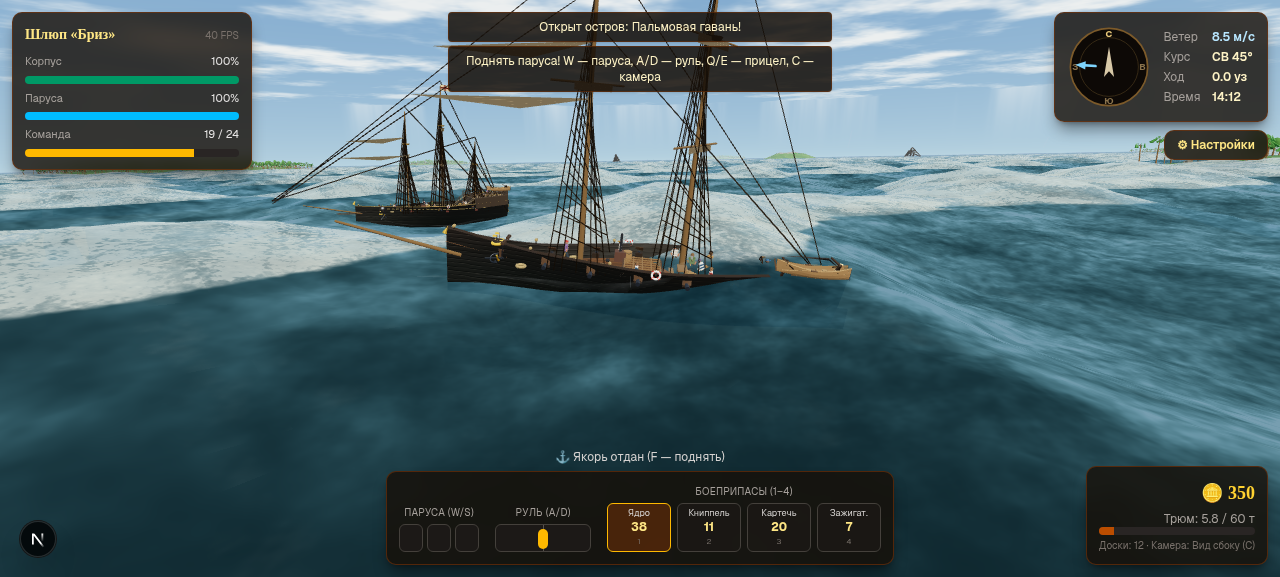 Шлюп «Бриз»
40 FPS
Корпус
100%
Паруса
100%
Команда
19 / 24
Открыт остров: Пальмовая гавань!
Поднять паруса! W — паруса, A/D — руль, Q/E — прицел, C —
камера
С
З
В
Ю
Ветер 8.5 м/с
Курс СВ 45°
Ход 0.0 уз
Время 14:12
⚙ Настройки
⚓ Якорь отдан (F — поднять)
ПАРУСА (W/S)
РУЛЬ (A/D)
БОЕПРИПАСЫ (1–4)
Ядро
38
1
Книппель
11
2
Картечь
20
3
Зажигат.
7
4
350
Трюм: 5.8 / 60 т
Доски: 12 · Камера: Вид сбоку (C)
N